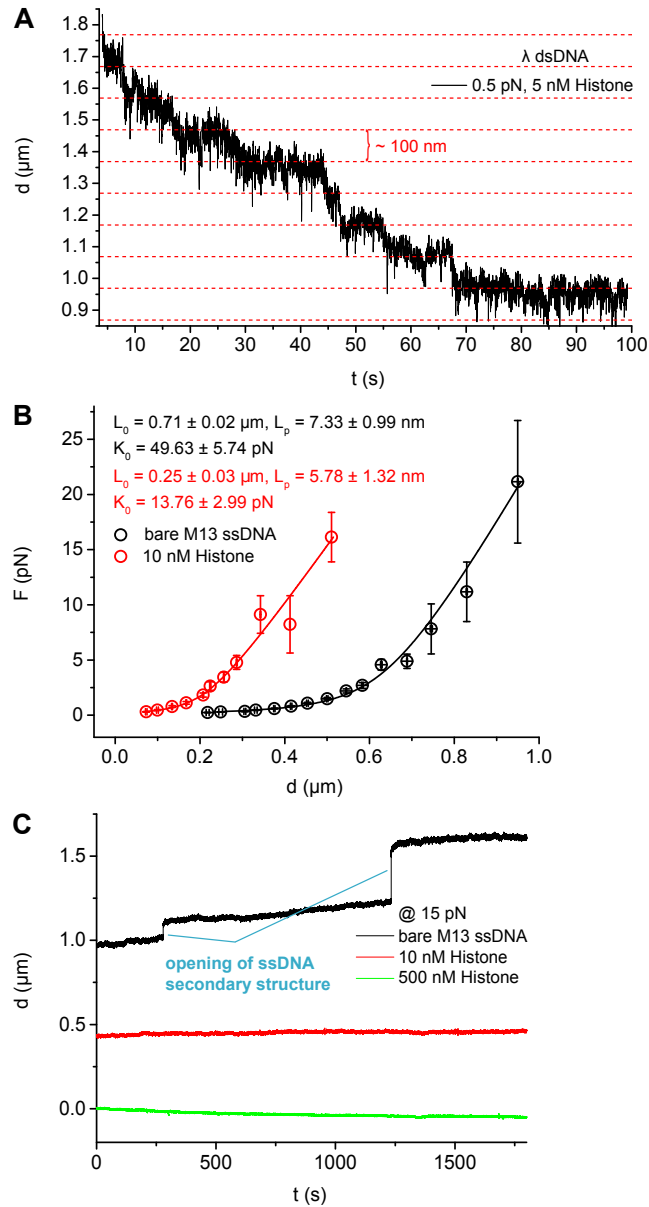 A
1.8
1.7
1.6
1.5
1.4
1.3
1.2
1.1
1.0
0.9
d (µm)
λ dsDNA
0.5 pN, 5 nM Histone
~ 100 nm
10 20 30 40 50 60 70 80 90 100
t (s)
B
L₀ = 0.71 ± 0.02 µm, Lₚ = 7.33 ± 0.99 nm
K₀ = 49.63 ± 5.74 pN
L₀ = 0.25 ± 0.03 µm, Lₚ = 5.78 ± 1.32 nm
K₀ = 13.76 ± 2.99 pN
bare M13 ssDNA
10 nM Histone
25
20
15
10
5
0
F (pN)
0.0 0.2 0.4 0.6 0.8 1.0
d (µm)
C
1.5
1.0
0.5
0.0
d (µm)
@ 15 pN
bare M13 ssDNA
10 nM Histone
500 nM Histone
opening of ssDNA
secondary structure
0 500 1000 1500
t (s)